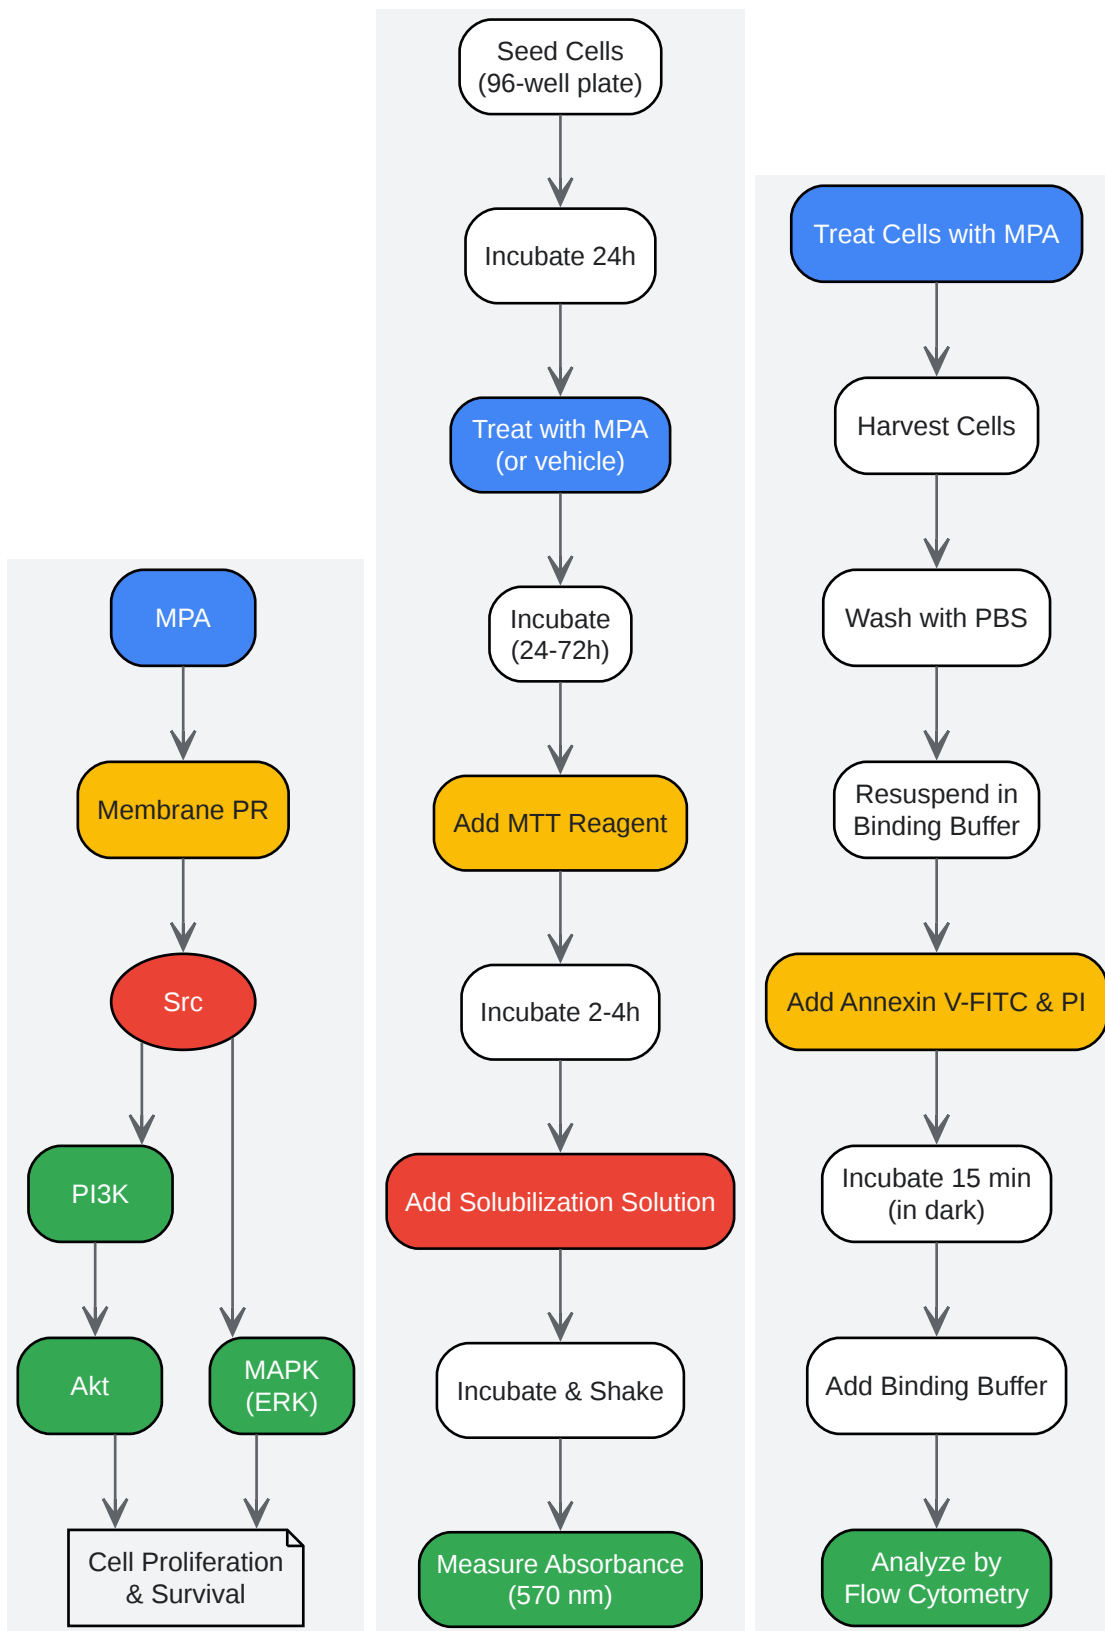 MPA
Membrane PR
Src
PI3K
Akt
MAPK
(ERK)
Cell Proliferation
& Survival
Seed Cells
(96-well plate)
Incubate 24h
Treat with MPA
(or vehicle)
Incubate
(24-72h)
Add MTT Reagent
Incubate 2-4h
Add Solubilization Solution
Incubate & Shake
Measure Absorbance
(570 nm)
Treat Cells with MPA
Harvest Cells
Wash with PBS
Resuspend in
Binding Buffer
Add Annexin V-FITC & PI
Incubate 15 min
(in dark)
Add Binding Buffer
Analyze by
Flow Cytometry